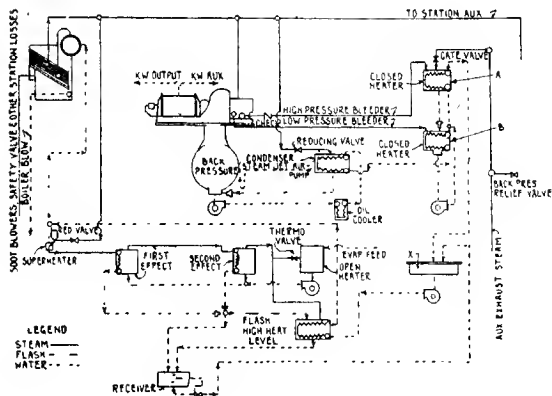 TO STATION AUX
GATE VALVE
CLOSED
HEATER
A
KW OUTPUT
KW AUX
HIGH PRESSURE BLEEDER
LOW PRESSURE BLEEDER
CHECK
B
CLOSED
HEATER
REDUCING VALVE
CONDENSER
STEAM JET AIR
PUMP
BACK
PRESSURE
OIL
COOLER
BACK PRES
RELIEF VALVE
SOOT BLOWERS, SAFETY VALVE & OTHER STATION LOSSES
BOILER BLOW
RED VALVE
SUPERHEATER
FIRST
EFFECT
SECOND
EFFECT
THERMO
VALVE
EVAP FEED
OPEN
HEATER
X
AUX EXHAUST STEAM
FLASH
HIGH HEAT
LEVEL
LEGEND
STEAM
FLASH
WATER
RECEIVER